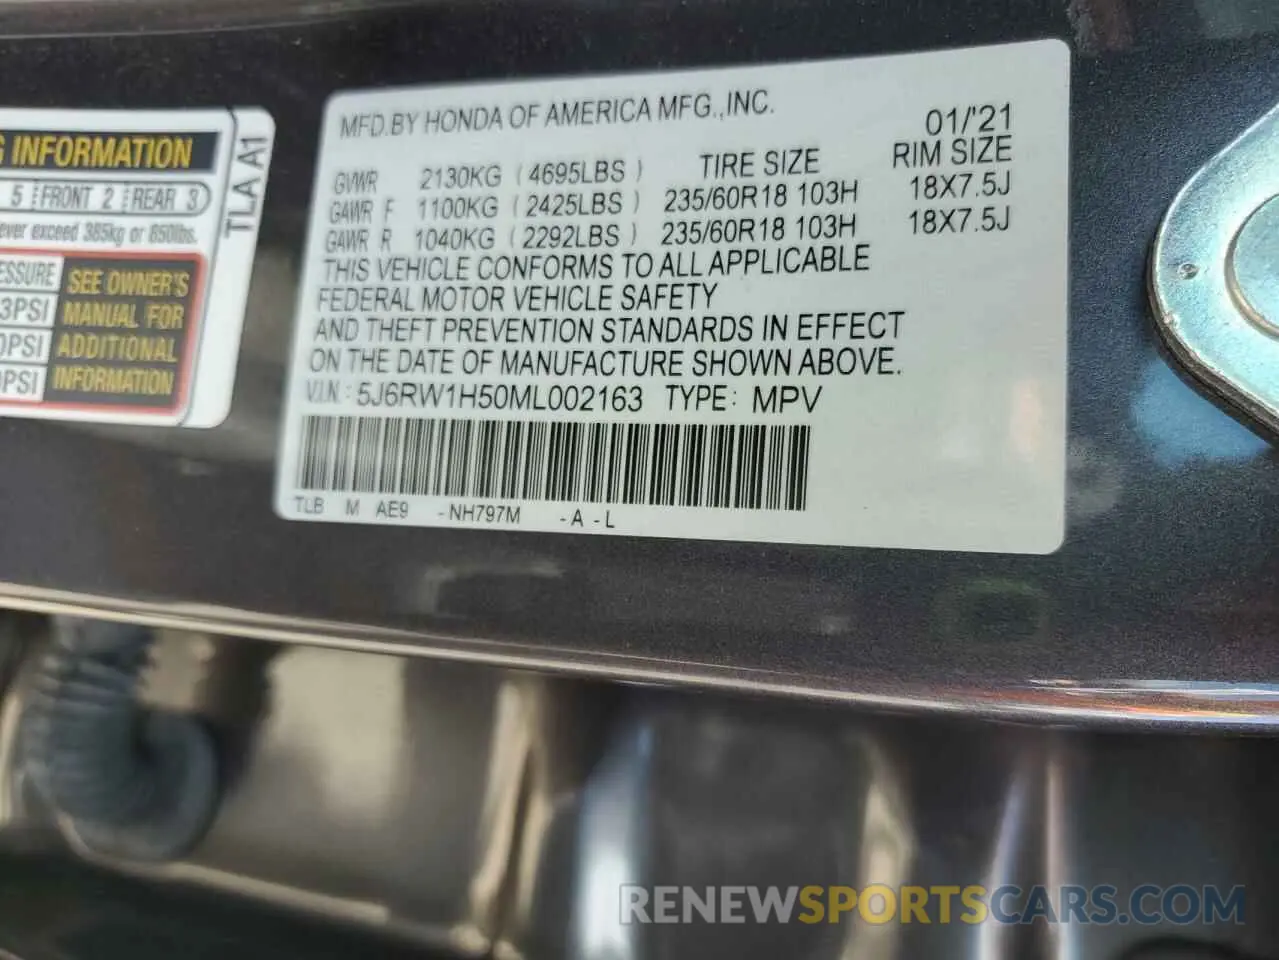 G INFORMATION
5 FRONT 2 REAR 3
ever exceed 385kg or 850lbs.
ESSURE
3PSI
0PSI
0PSI
SEE OWNER'S
MANUAL FOR
ADDITIONAL
INFORMATION
TLA A1
MFD.BY HONDA OF AMERICA MFG.,INC. 01/'21
GVWR 2130KG (4695LBS) TIRE SIZE RIM SIZE
GAWR F 1100KG (2425LBS) 235/60R18 103H 18X7.5J
GAWR R 1040KG (2292LBS) 235/60R18 103H 18X7.5J
THIS VEHICLE CONFORMS TO ALL APPLICABLE
FEDERAL MOTOR VEHICLE SAFETY
AND THEFT PREVENTION STANDARDS IN EFFECT
ON THE DATE OF MANUFACTURE SHOWN ABOVE.
V.I.N.: 5J6RW1H50ML002163 TYPE: MPV
TLB M AE9 -NH797M -A -L
RENEWSPORTSCARS.COM